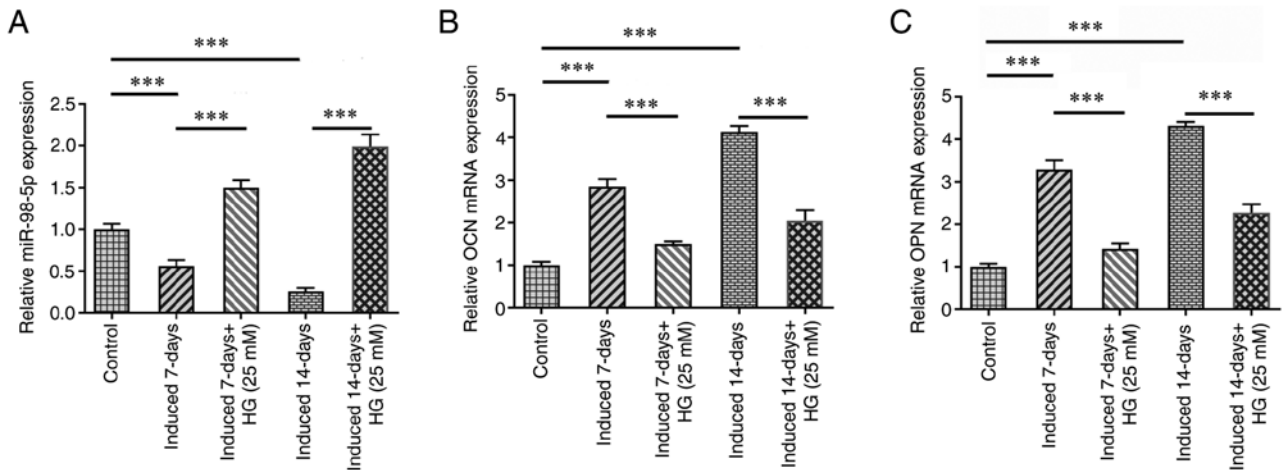 A
Relative miR-98-5p expression
2.5
2.0
1.5
1.0
0.5
0.0
***
***
***
***
Control
Induced 7-days
Induced 7-days+
HG (25 mM)
Induced 14-days
Induced 14-days+
HG (25 mM)
B
Relative OCN mRNA expression
5
4
3
2
1
0
***
***
***
***
Control
Induced 7-days
Induced 7-days+
HG (25 mM)
Induced 14-days
Induced 14-days+
HG (25 mM)
C
Relative OPN mRNA expression
5
4
3
2
1
0
***
***
***
***
Control
Induced 7-days
Induced 7-days+
HG (25 mM)
Induced 14-days
Induced 14-days+
HG (25 mM)